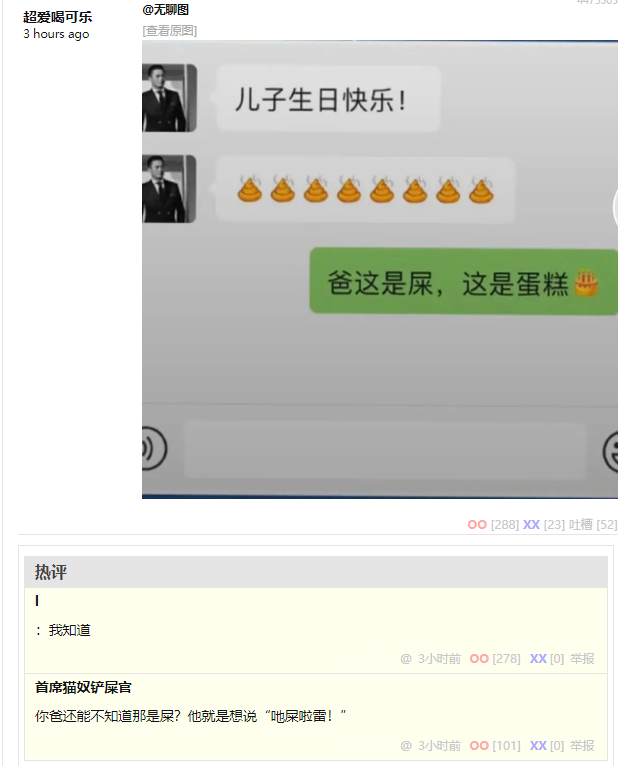 超爱喝可乐
3 hours ago
@无聊图
[查看原图]
儿子生日快乐！
爸这是屎，这是蛋糕
OO [288] XX [23] 吐槽 [52]
热评
l
：我知道
@ 3小时前 OO [278] XX [0] 举报
首席猫奴铲屎官
你爸还能不知道那是屎？他就是想说“吔屎啦雷！”
@ 3小时前 OO [101] XX [0] 举报